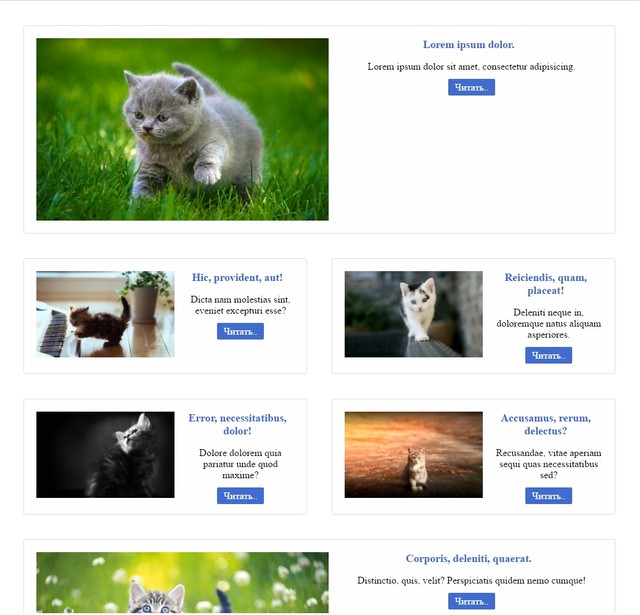 Lorem ipsum dolor.
Lorem ipsum dolor sit amet, consectetur adipisicing.
Читать..
Hic, provident, aut!
Dicta nam molestias sint,
eveniet excepturi esse?
Читать..
Reiciendis, quam,
placeat!
Deleniti neque in,
doloremque natus aliquam
asperiores.
Читать..
Error, necessitatibus,
dolor!
Dolore dolorem quia
pariatur unde quod
maxime?
Читать..
Accusamus, rerum,
delectus?
Recusandae, vitae aperiam
sequi quas necessitatibus
sed?
Читать..
Corporis, deleniti, quaerat.
Distinctio, quis, velit? Perspiciatis quidem nemo cumque!
Читать..